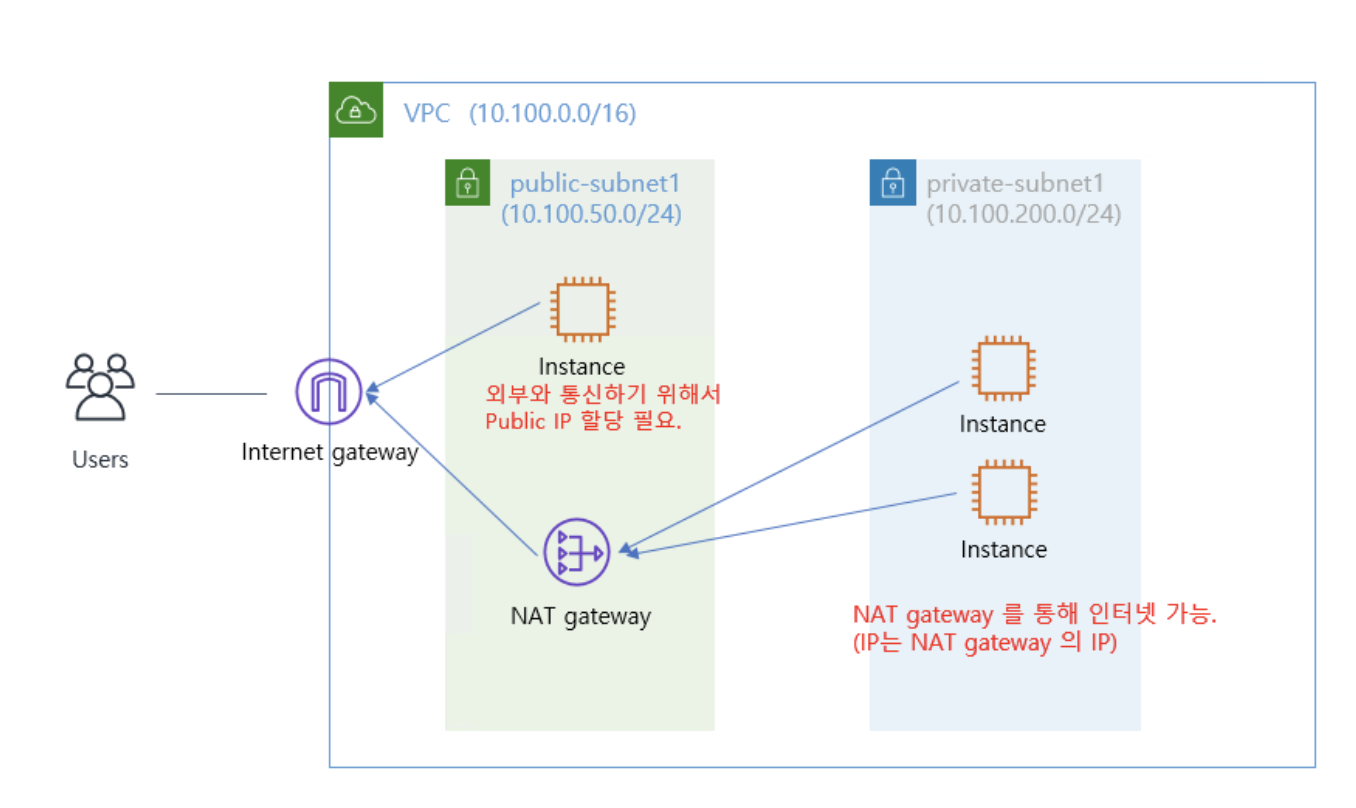 VPC (10.100.0.0/16)
public-subnet1
(10.100.50.0/24)
private-subnet1
(10.100.200.0/24)
Instance
외부와 통신하기 위해서
Public IP 할당 필요.
Users
Internet gateway
Instance
Instance
NAT gateway
NAT gateway 를 통해 인터넷 가능.
(IP는 NAT gateway 의 IP)